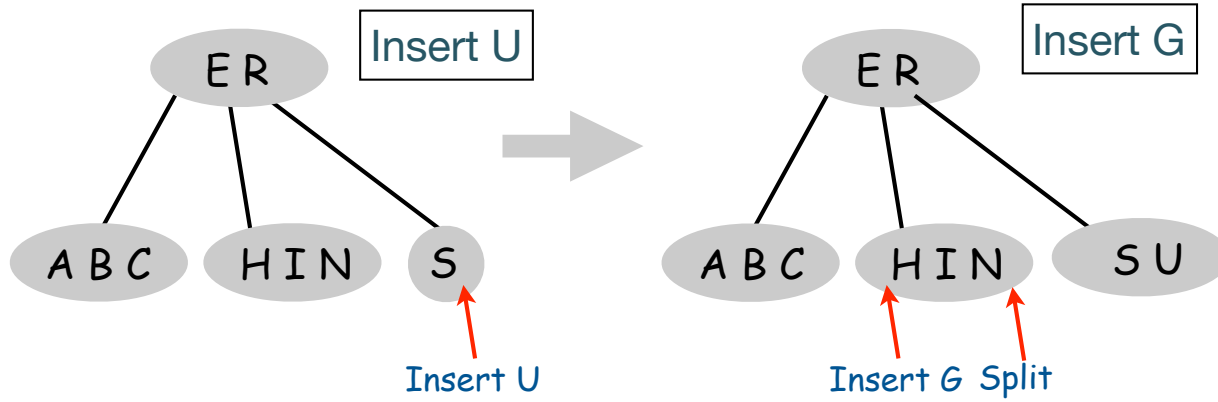 Insert U
E R
A B C
H I N
S
Insert U
Insert G
E R
A B C
H I N
S U
Insert G
Split